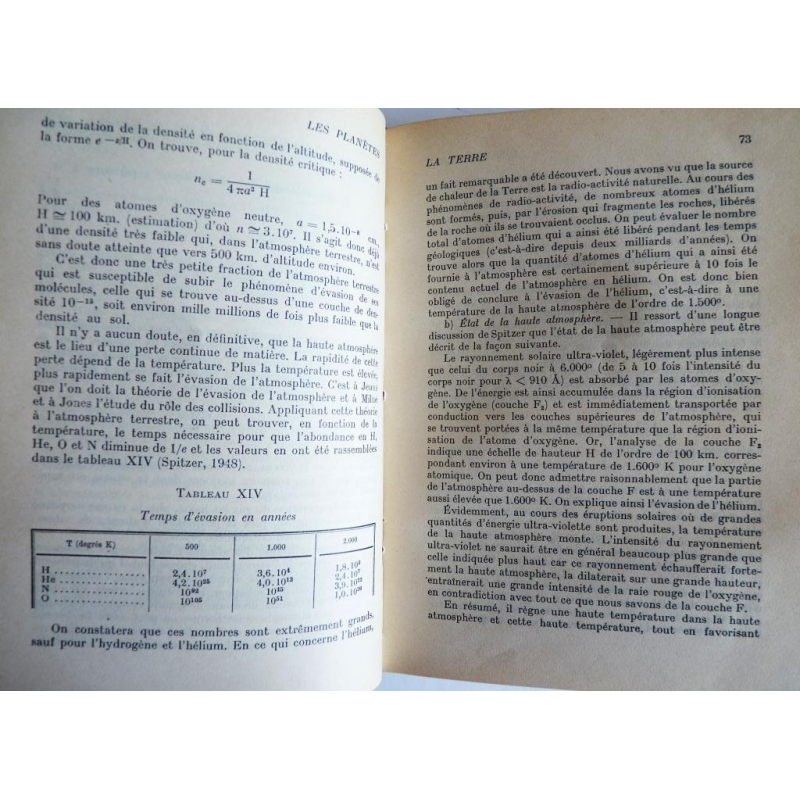 LES PLANÈTES
de variation de la densité en fonction de l'altitude, supposée de
la forme e −z/H. On trouve, pour la densité critique :
n_c = 1 / 4 πa² H
Pour des atomes d'oxygène neutre, a = 1,5.10⁻⁸ cm,
H ≃ 100 km. (estimation) d'où n ≃ 3.10⁷. Il s'agit donc déjà
d'une densité très faible qui, dans l'atmosphère terrestre, n'est
sans doute atteinte que vers 500 km. d'altitude environ.
C'est donc une très petite fraction de l'atmosphère terrestre
qui est susceptible de subir le phénomène d'évasion de ses
molécules, celle qui se trouve au-dessus d'une couche de den-
sité 10⁻¹², soit environ mille millions de fois plus faible que la
densité au sol.
Il n'y a aucun doute, en définitive, que la haute atmosphère
est le lieu d'une perte continue de matière. La rapidité de cette
perte dépend de la température. Plus la température est élevée,
plus rapidement se fait l'évasion de l'atmosphère. C'est à Jeans
que l'on doit la théorie de l'évasion de l'atmosphère et à Milne
et à Jones l'étude du rôle des collisions. Appliquant cette théorie
à l'atmosphère terrestre, on peut trouver, en fonction de la
température, le temps nécessaire pour que l'abondance en H,
He, O et N diminue de 1/e et les valeurs en ont été rassemblées
dans le tableau XIV (Spitzer, 1948).
TABLEAU XIV
Temps d'évasion en années
T (degrés K) 500 1.000 2.000
H . . . . . . . . . . . . 2,4.10⁷ 3,6.10⁴ 1,8.10³
He . . . . . . . . . . . . 4,2.10²⁵ 4,0.10¹² 2,4.10⁷
N . . . . . . . . . . . . 10⁹² 10⁴⁵ 3,9.10²²
O . . . . . . . . . . . . 10¹⁰⁵ 10⁵¹ 1,0.10²⁶
On constatera que ces nombres sont extrêmement grands,
sauf pour l'hydrogène et l'hélium. En ce qui concerne l'hélium,
LA TERRE 73
un fait remarquable a été découvert. Nous avons vu que la source
de chaleur de la Terre est la radio-activité naturelle. Au cours des
phénomènes de radio-activité, de nombreux atomes d'hélium
sont formés, puis, par l'érosion qui fragmente les roches, libérés
de la roche où ils se trouvaient occlus. On peut évaluer le nombre
total d'atomes d'hélium qui a ainsi été libéré pendant les temps
géologiques (c'est-à-dire depuis deux milliards d'années). On
trouve alors que la quantité d'atomes d'hélium qui a ainsi été
fournie à l'atmosphère est certainement supérieure à 10 fois le
contenu actuel de l'atmosphère en hélium. On est donc bien
obligé de conclure à l'évasion de l'hélium, c'est-à-dire à une
température de la haute atmosphère de l'ordre de 1.500°.
b) État de la haute atmosphère. — Il ressort d'une longue
discussion de Spitzer que l'état de la haute atmosphère peut être
décrit de la façon suivante.
Le rayonnement solaire ultra-violet, légèrement plus intense
que celui du corps noir à 6.000° (de 5 à 10 fois l'intensité du
corps noir pour λ < 910 Å) est absorbé par les atomes d'oxy-
gène. De l'énergie est ainsi accumulée dans la région d'ionisation
de l'oxygène (couche F₂) et est immédiatement transportée par
conduction vers les couches supérieures de l'atmosphère, qui
se trouvent portées à la même température que la région d'ioni-
sation de l'atome d'oxygène. Or, l'analyse de la couche F₂
indique une échelle de hauteur H de l'ordre de 100 km. corres-
pondant environ à une température de 1.600° K pour l'oxygène
atomique. On peut donc admettre raisonnablement que la partie
de l'atmosphère au-dessus de la couche F est à une température
aussi élevée que 1.600° K. On explique ainsi l'évasion de l'hélium.
Évidemment, au cours des éruptions solaires où de grandes
quantités d'énergie ultra-violette sont produites, la température
de la haute atmosphère monte. L'intensité du rayonnement
ultra-violet ne saurait être en général beaucoup plus grande que
celle indiquée plus haut car ce rayonnement échaufferait forte-
ment la haute atmosphère, la dilaterait sur une grande hauteur,
entraînerait une grande intensité de la raie rouge de l'oxygène,
en contradiction avec tout ce que nous savons de la couche F.
En résumé, il règne une haute température dans la haute
atmosphère et cette haute température, tout en favorisant